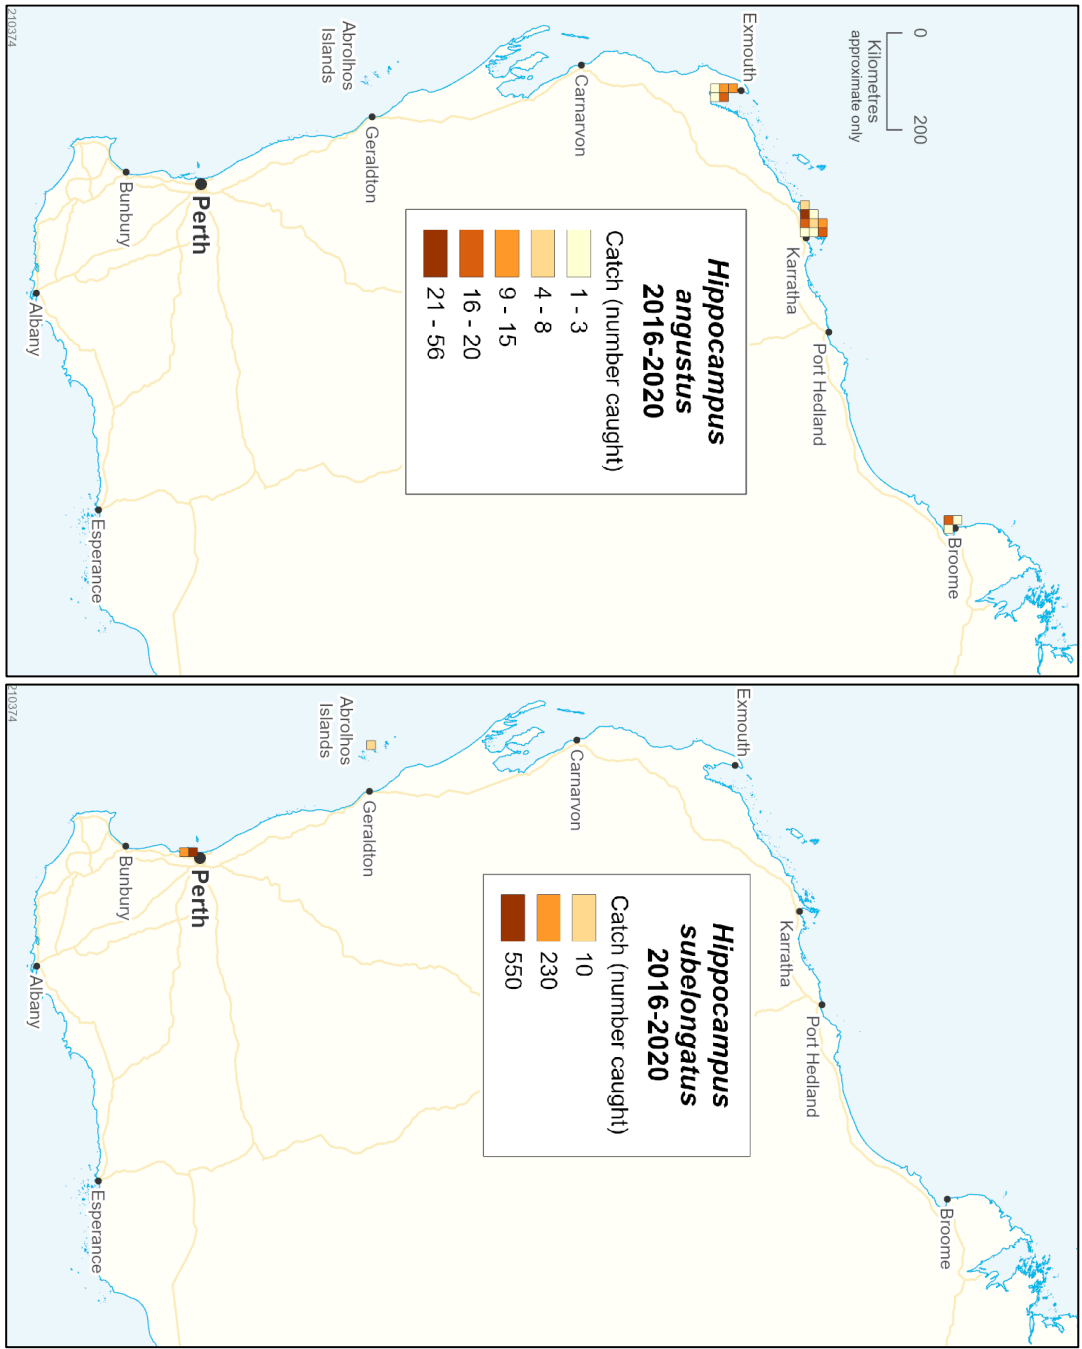 Hippocampus
angustus
2016-2020
Catch (number caught)
1 - 3
4 - 8
9 - 15
16 - 20
21 - 56
0
200
Kilometres
approximate only
Broome
Port Hedland
Karratha
Exmouth
Carnarvon
Geraldton
Abrolhos
Islands
Perth
Bunbury
Albany
Esperance
210374
Hippocampus
subelongatus
2016-2020
Catch (number caught)
10
230
550
Broome
Port Hedland
Karratha
Exmouth
Carnarvon
Geraldton
Abrolhos
Islands
Perth
Bunbury
Albany
Esperance
210374